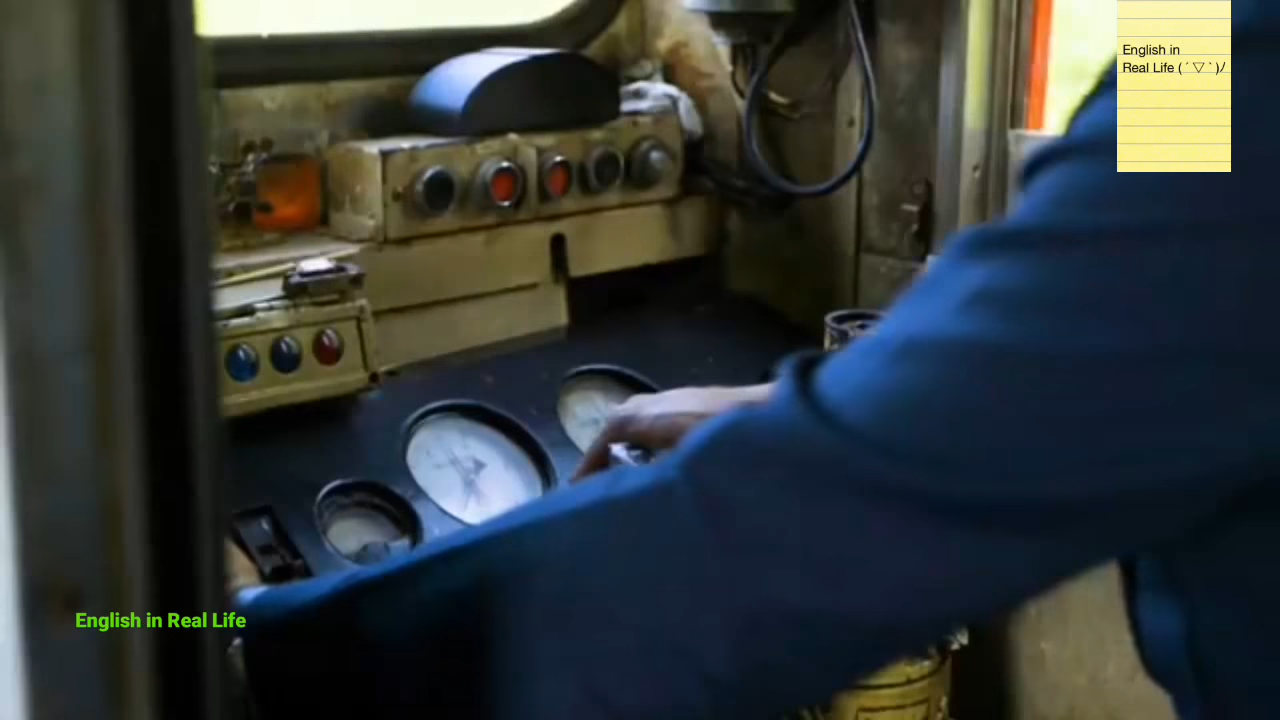 English in
Real Life ( ´ ▽ ` )ﾉ
English in Real Life